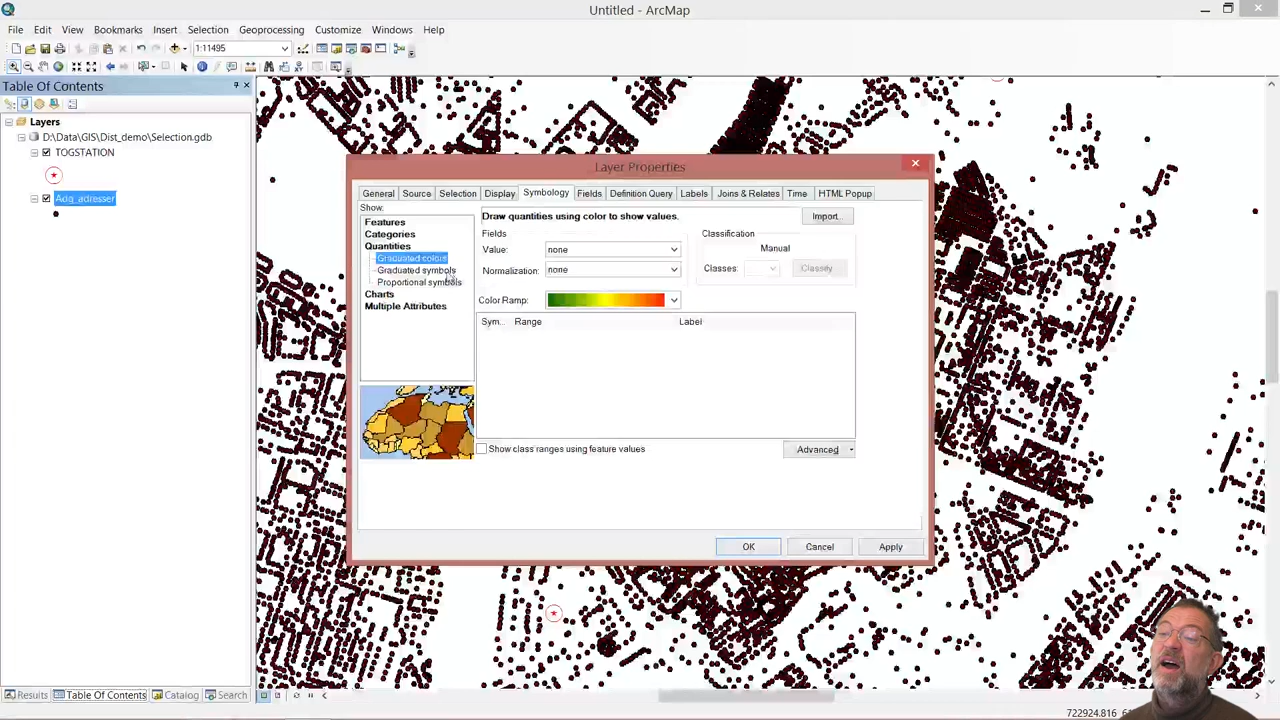 Untitled - ArcMap
File Edit View Bookmarks Insert Selection Geoprocessing Customize Windows Help
1:11495
Table Of Contents
Layers
D:\Data\GIS\Dist_demo\Selection.gdb
TOGSTATION
Adg_adresser
Layer Properties
General Source Selection Display Symbology Fields Definition Query Labels Joins & Relates Time HTML Popup
Show:
Features
Categories
Quantities
Graduated colors
Graduated symbols
Proportional symbols
Charts
Multiple Attributes
Draw quantities using color to show values.
Import...
Fields
Value: none
Normalization: none
Classification
Manual
Classes:
Classify
Color Ramp:
Sym... Range Label
Show class ranges using feature values
Advanced
OK Cancel Apply
Results Table Of Contents Catalog Search